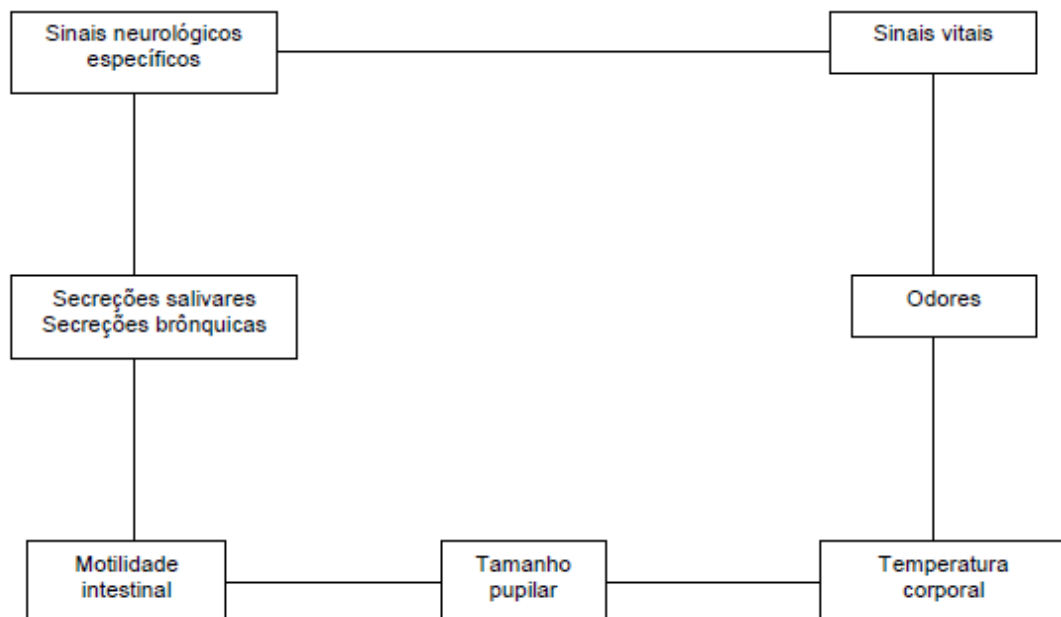 Sinais neurológicos
específicos
Sinais vitais
Secreções salivares
Secreções brônquicas
Odores
Motilidade
intestinal
Tamanho
pupilar
Temperatura
corporal